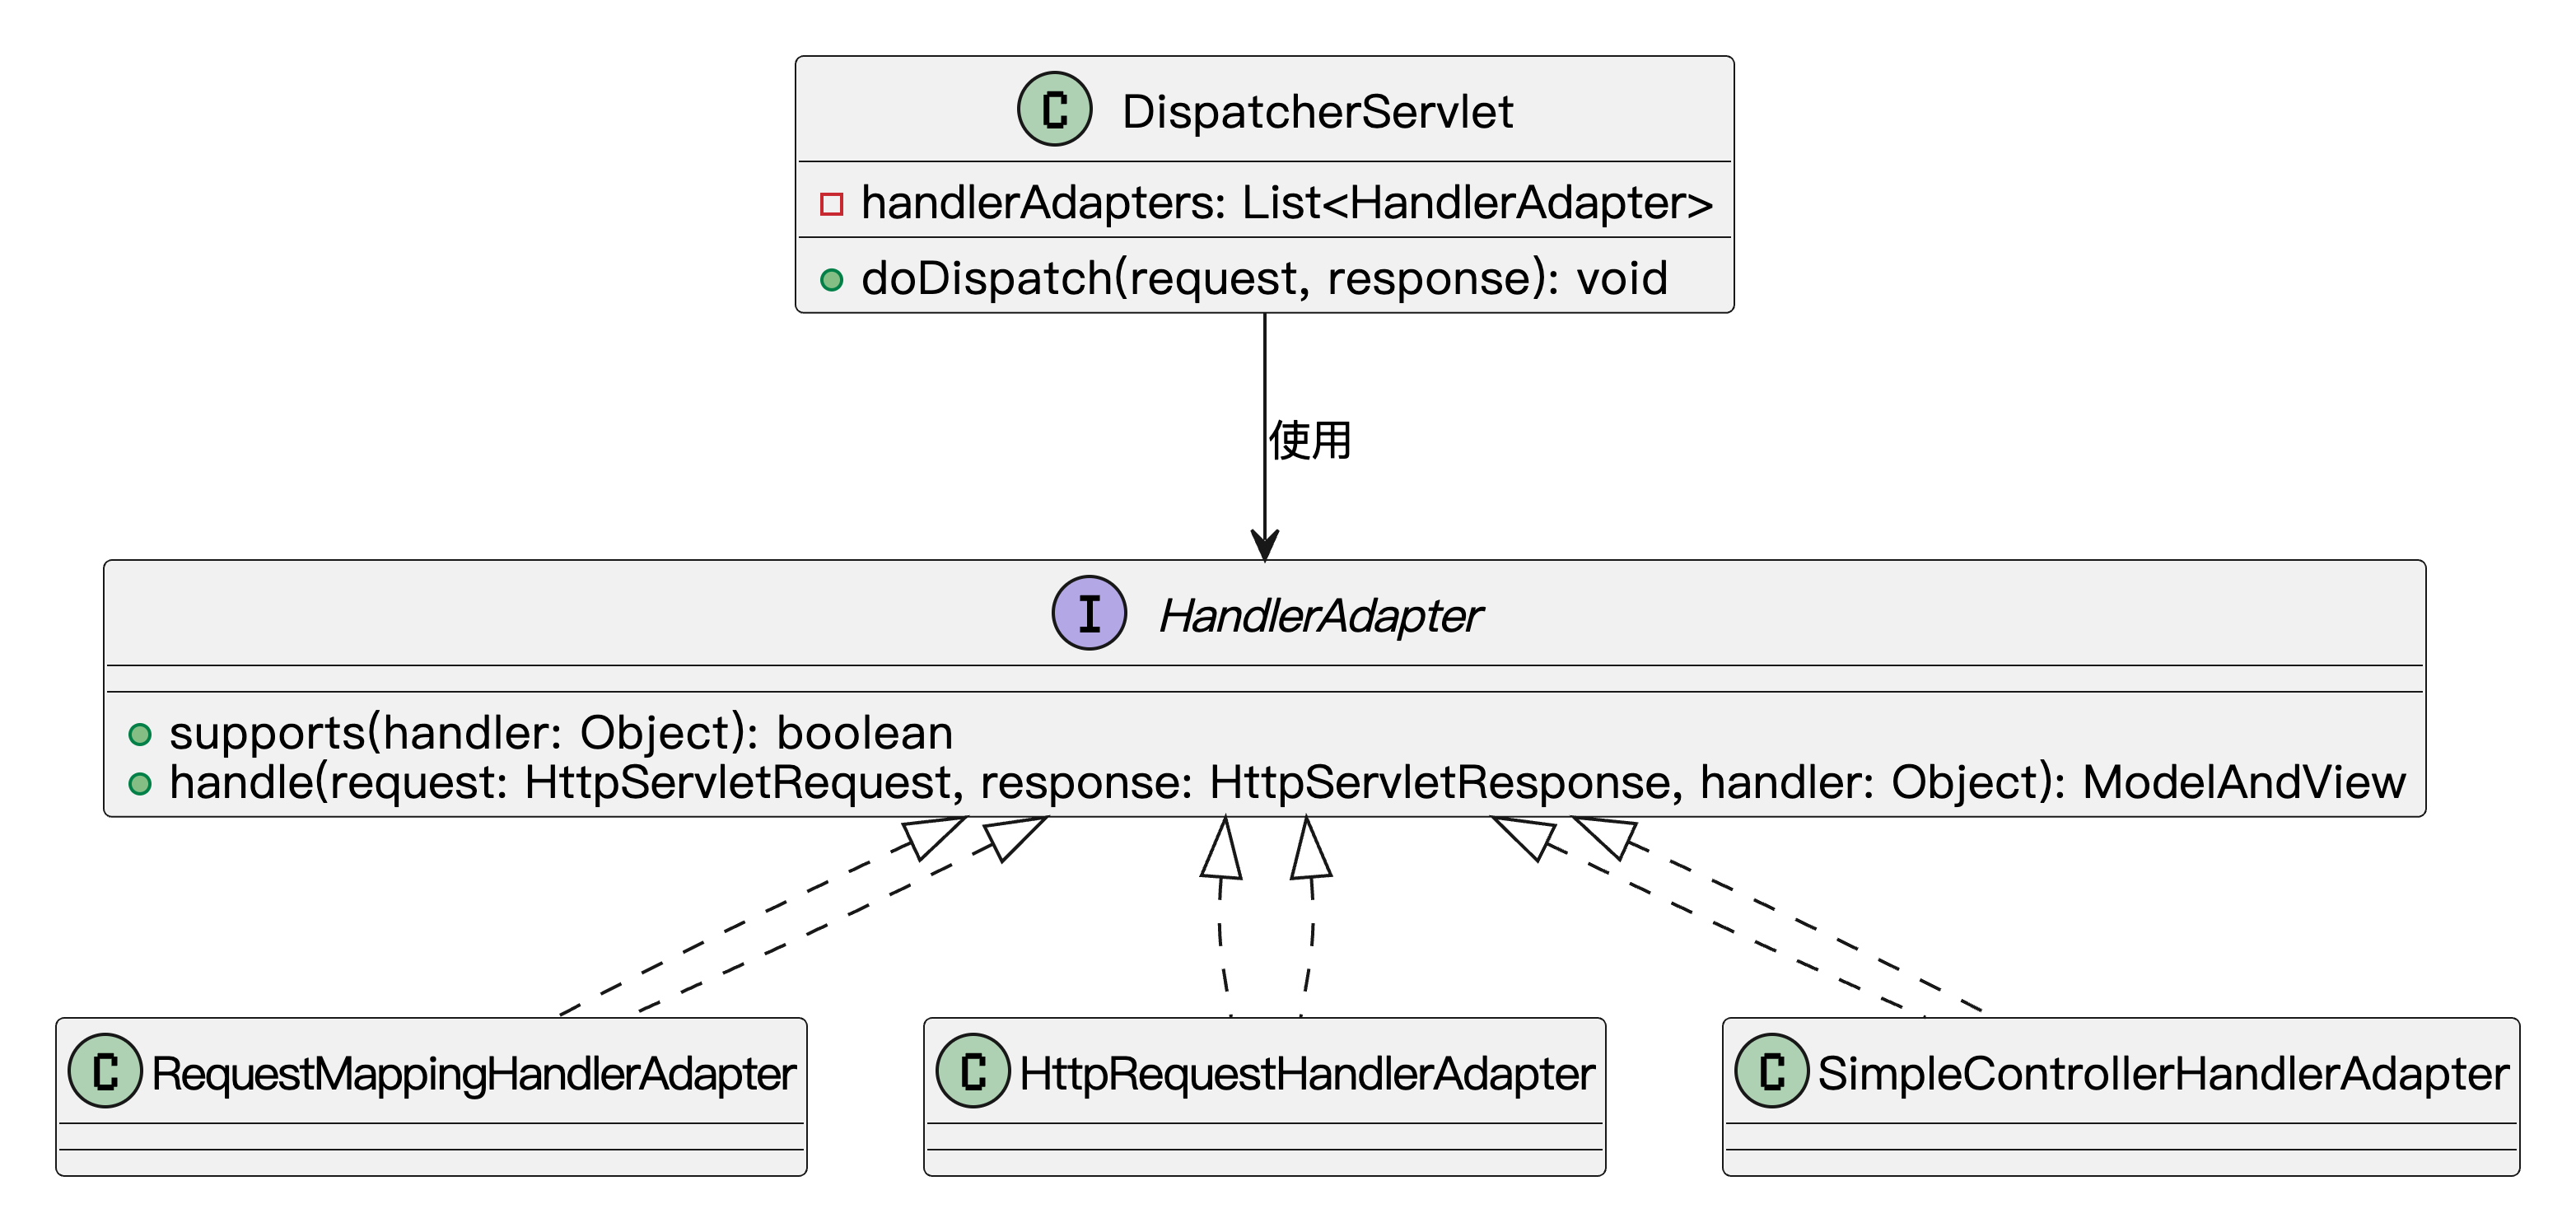 C DispatcherServlet
handlerAdapters: List<HandlerAdapter>
doDispatch(request, response): void
使用
I HandlerAdapter
supports(handler: Object): boolean
handle(request: HttpServletRequest, response: HttpServletResponse, handler: Object): ModelAndView
C RequestMappingHandlerAdapter
C HttpRequestHandlerAdapter
C SimpleControllerHandlerAdapter